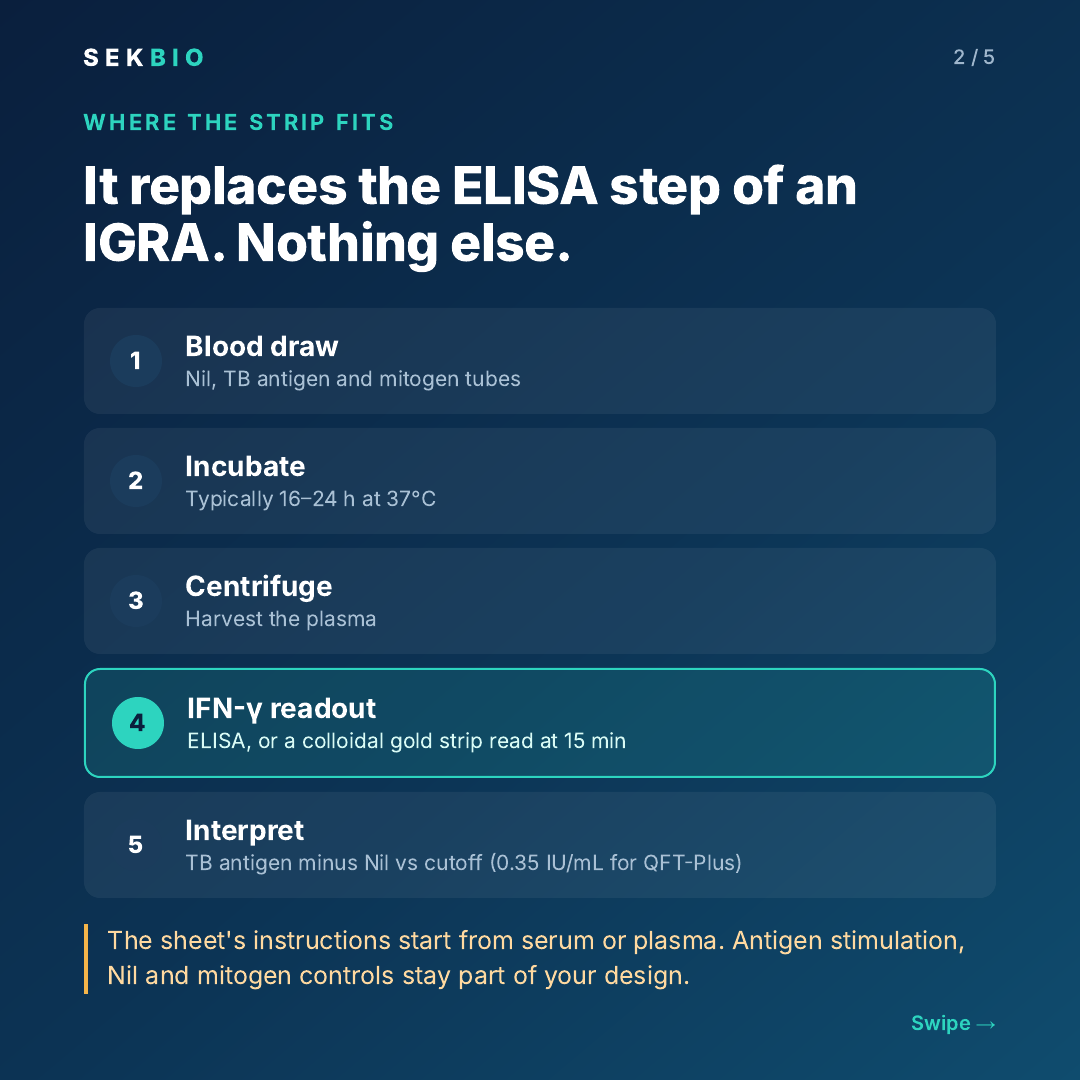 SEKBIO
2 / 5
WHERE THE STRIP FITS
It replaces the ELISA step of an
IGRA. Nothing else.
1
Blood draw
Nil, TB antigen and mitogen tubes
2
Incubate
Typically 16–24 h at 37°C
3
Centrifuge
Harvest the plasma
4
IFN-γ readout
ELISA, or a colloidal gold strip read at 15 min
5
Interpret
TB antigen minus Nil vs cutoff (0.35 IU/mL for QFT-Plus)
The sheet's instructions start from serum or plasma. Antigen stimulation,
Nil and mitogen controls stay part of your design.
Swipe →